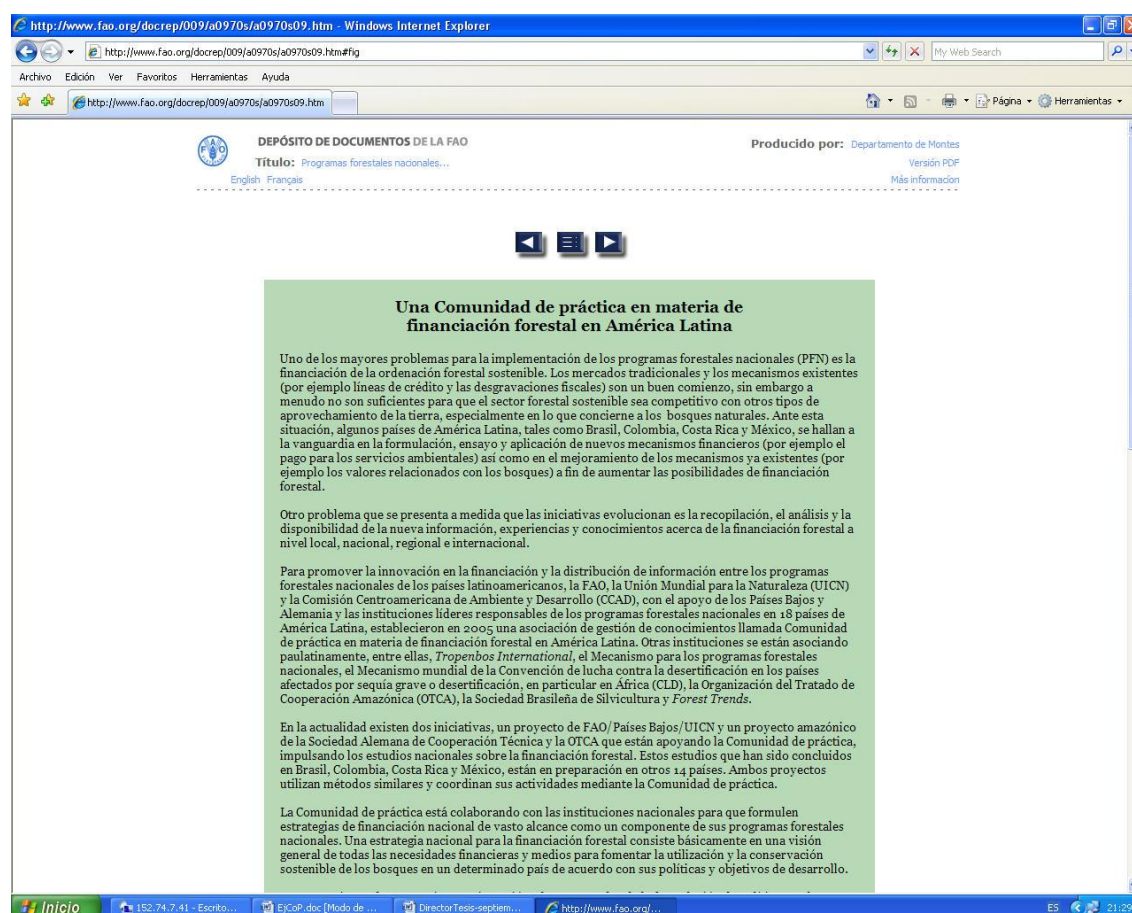 http://www.fao.org/docrep/009/a0970s/a0970s09.htm - Windows Internet Explorer
http://www.fao.org/docrep/009/a0970s/a0970s09.htm#fig
My Web Search
Archivo Edición Ver Favoritos Herramientas Ayuda
http://www.fao.org/docrep/009/a0970s/a0970s09.htm
Página Herramientas
DEPÓSITO DE DOCUMENTOS DE LA FAO
Producido por: Departamento de Montes
Título: Programas forestales nacionales...
Versión PDF
English Français
Más informacion
Una Comunidad de práctica en materia de
financiación forestal en América Latina
Uno de los mayores problemas para la implementación de los programas forestales nacionales (PFN) es la
financiación de la ordenación forestal sostenible. Los mercados tradicionales y los mecanismos existentes
(por ejemplo líneas de crédito y las desgravaciones fiscales) son un buen comienzo, sin embargo a
menudo no son suficientes para que el sector forestal sostenible sea competitivo con otros tipos de
aprovechamiento de la tierra, especialmente en lo que concierne a los bosques naturales. Ante esta
situación, algunos países de América Latina, tales como Brasil, Colombia, Costa Rica y México, se hallan a
la vanguardia en la formulación, ensayo y aplicación de nuevos mecanismos financieros (por ejemplo el
pago para los servicios ambientales) así como en el mejoramiento de los mecanismos ya existentes (por
ejemplo los valores relacionados con los bosques) a fin de aumentar las posibilidades de financiación
forestal.
Otro problema que se presenta a medida que las iniciativas evolucionan es la recopilación, el análisis y la
disponibilidad de la nueva información, experiencias y conocimientos acerca de la financiación forestal a
nivel local, nacional, regional e internacional.
Para promover la innovación en la financiación y la distribución de información entre los programas
forestales nacionales de los países latinoamericanos, la FAO, la Unión Mundial para la Naturaleza (UICN)
y la Comisión Centroamericana de Ambiente y Desarrollo (CCAD), con el apoyo de los Países Bajos y
Alemania y las instituciones líderes responsables de los programas forestales nacionales en 18 países de
América Latina, establecieron en 2005 una asociación de gestión de conocimientos llamada Comunidad
de práctica en materia de financiación forestal en América Latina. Otras instituciones se están asociando
paulatinamente, entre ellas, Tropenbos International, el Mecanismo para los programas forestales
nacionales, el Mecanismo mundial de la Convención de lucha contra la desertificación en los países
afectados por sequía grave o desertificación, en particular en África (CLD), la Organización del Tratado de
Cooperación Amazónica (OTCA), la Sociedad Brasileña de Silvicultura y Forest Trends.
En la actualidad existen dos iniciativas, un proyecto de FAO/Países Bajos/UICN y un proyecto amazónico
de la Sociedad Alemana de Cooperación Técnica y la OTCA que están apoyando la Comunidad de práctica,
impulsando los estudios nacionales sobre la financiación forestal. Estos estudios que han sido concluidos
en Brasil, Colombia, Costa Rica y México, están en preparación en otros 14 países. Ambos proyectos
utilizan métodos similares y coordinan sus actividades mediante la Comunidad de práctica.
La Comunidad de práctica está colaborando con las instituciones nacionales para que formulen
estrategias de financiación nacional de vasto alcance como un componente de sus programas forestales
nacionales. Una estrategia nacional para la financiación forestal consiste básicamente en una visión
general de todas las necesidades financieras y medios para fomentar la utilización y la conservación
sostenible de los bosques en un determinado país de acuerdo con sus políticas y objetivos de desarrollo.
Inicio
152.74.7.41 - Escrito...
EJCoP.doc [Modo de ...
DirectorTesis-septiem...
http://www.fao.org/...
ES
21:29